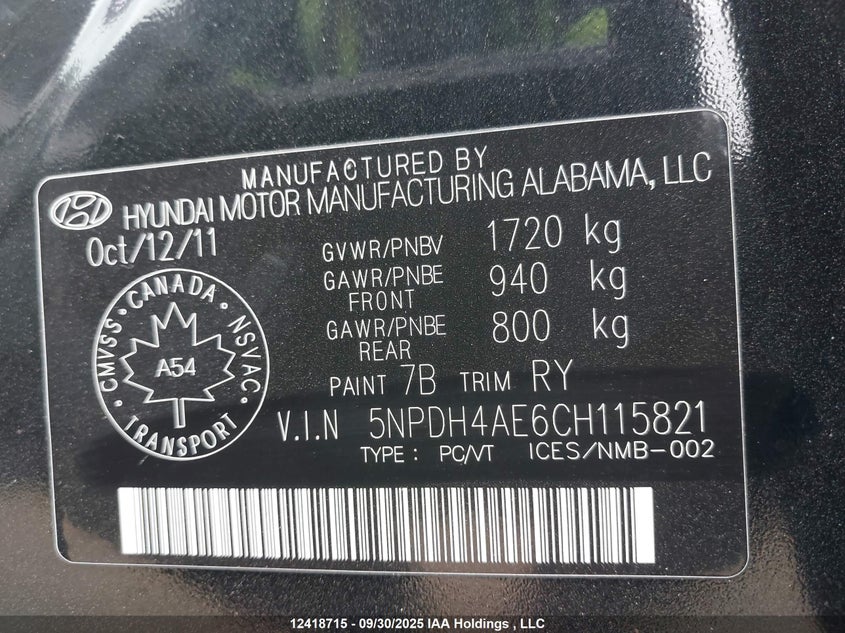 MANUFACTURED BY
HYUNDAI MOTOR MANUFACTURING ALABAMA, LLC
Oct/12/11
GVWR/PNBV 1720 kg
GAWR/PNBE FRONT 940 kg
GAWR/PNBE REAR 800 kg
PAINT 7B TRIM RY
CMVSS • CANADA • NSVAC • TRANSPORT •
A54
V.I.N 5NPDH4AE6CH115821
TYPE : PC/VT ICES/NMB-002
12418715 - 09/30/2025 IAA Holdings , LLC